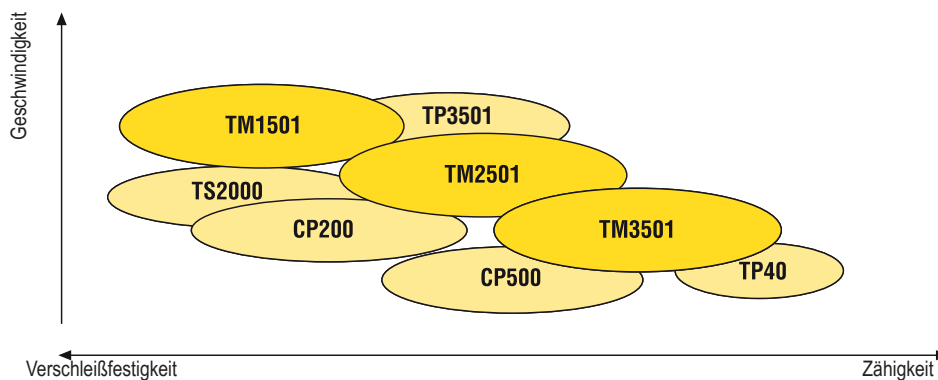 Geschwindigkeit
TM1501
TP3501
TM2501
TS2000
CP200
TM3501
CP500
TP40
Verschleißfestigkeit
Zähigkeit